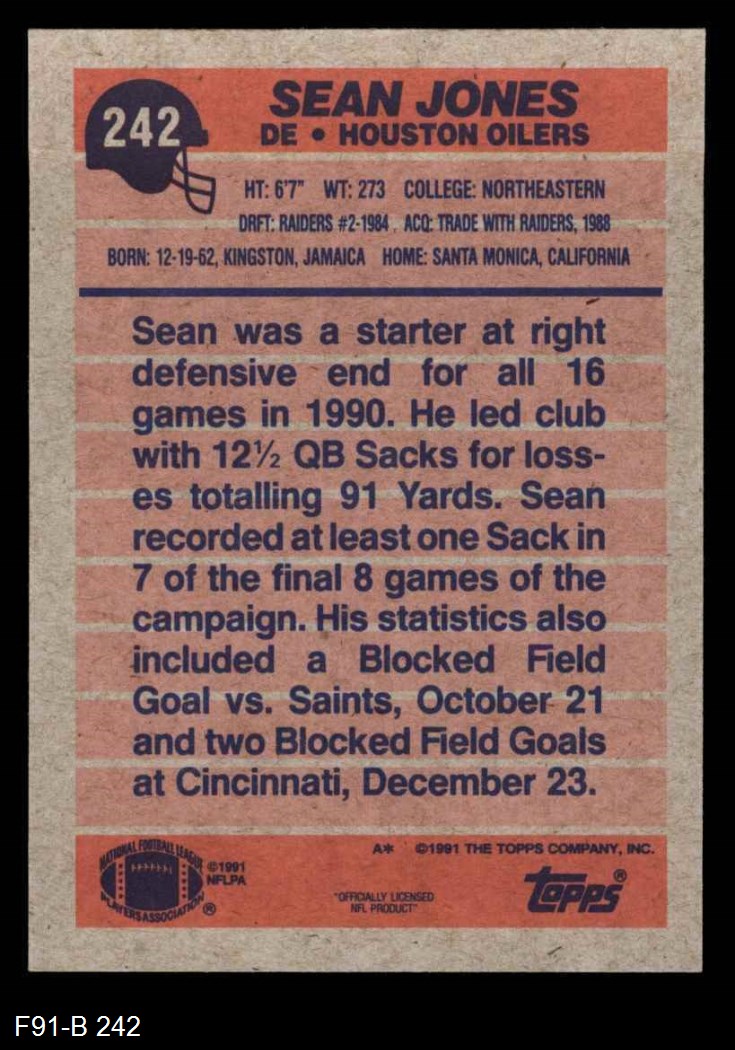 242
SEAN JONES
DE • HOUSTON OILERS
HT: 6'7" WT: 273 COLLEGE: NORTHEASTERN
DRFT: RAIDERS #2-1984 . ACQ: TRADE WITH RAIDERS, 1988
BORN: 12-19-62, KINGSTON, JAMAICA HOME: SANTA MONICA, CALIFORNIA
Sean was a starter at right
defensive end for all 16
games in 1990. He led club
with 12½ QB Sacks for loss-
es totalling 91 Yards. Sean
recorded at least one Sack in
7 of the final 8 games of the
campaign. His statistics also
included a Blocked Field
Goal vs. Saints, October 21
and two Blocked Field Goals
at Cincinnati, December 23.
NATIONAL FOOTBALL LEAGUE
PLAYERS ASSOCIATION ®
©1991
NFLPA
A* ©1991 THE TOPPS COMPANY, INC.
"OFFICIALLY LICENSED
NFL PRODUCT"
topps®
F91-B 242